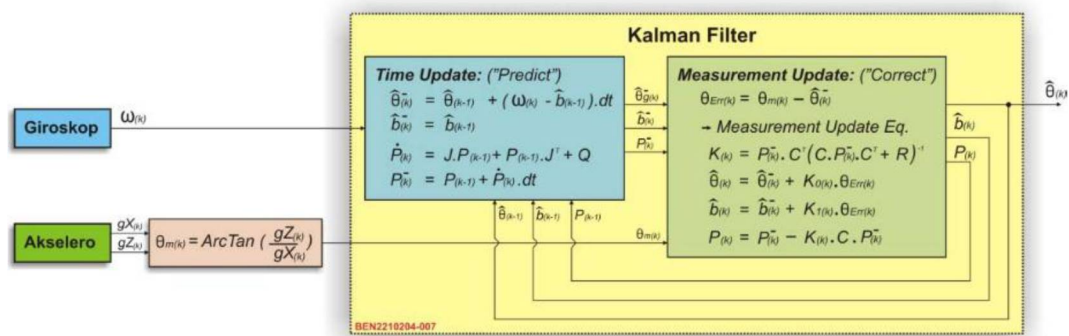 Kalman Filter
Time Update: ("Predict")
θ̂⁻(k) = θ̂(k-1) + (ω(k) - b̂(k-1)).dt
b̂⁻(k) = b̂(k-1)
Ṗ(k) = J.P(k-1) + P(k-1).Jᵀ + Q
P⁻(k) = P(k-1) + Ṗ(k).dt
Measurement Update: ("Correct")
θErr(k) = θm(k) - θ̂⁻(k)
→ Measurement Update Eq.
K(k) = P⁻(k).Cᵀ(C.P⁻(k).Cᵀ + R)⁻¹
θ̂(k) = θ̂⁻(k) + K0(k).θErr(k)
b̂(k) = b̂⁻(k) + K1(k).θErr(k)
P(k) = P⁻(k) - K(k).C.P⁻(k)
Giroskop
ω(k)
θ̂⁻g(k)
b̂⁻(k)
P⁻(k)
θ̂(k)
b̂(k)
P(k)
θ̂(k-1)
b̂(k-1)
P(k-1)
Akselero
gX(k)
gZ(k)
θm(k) = ArcTan (gZ(k)/gX(k))
θm(k)
BEN2210204-007